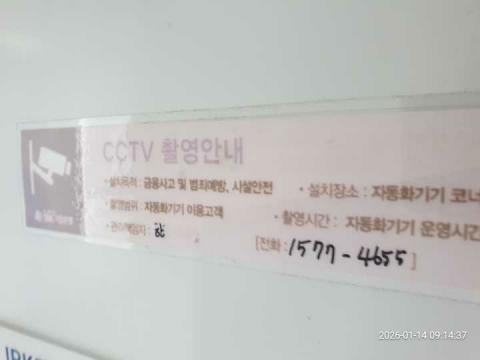 CCTV 촬영안내
· 설치목적 : 금융사고 및 범죄예방, 시설안전
· 설치장소 : 자동화기기 코너
· 촬영범위 : 자동화기기 이용고객
· 촬영시간 : 자동화기기 운영시간
· 관리책임자 :
[전화 : 1577-4655]
2026-01-14 09:14:37